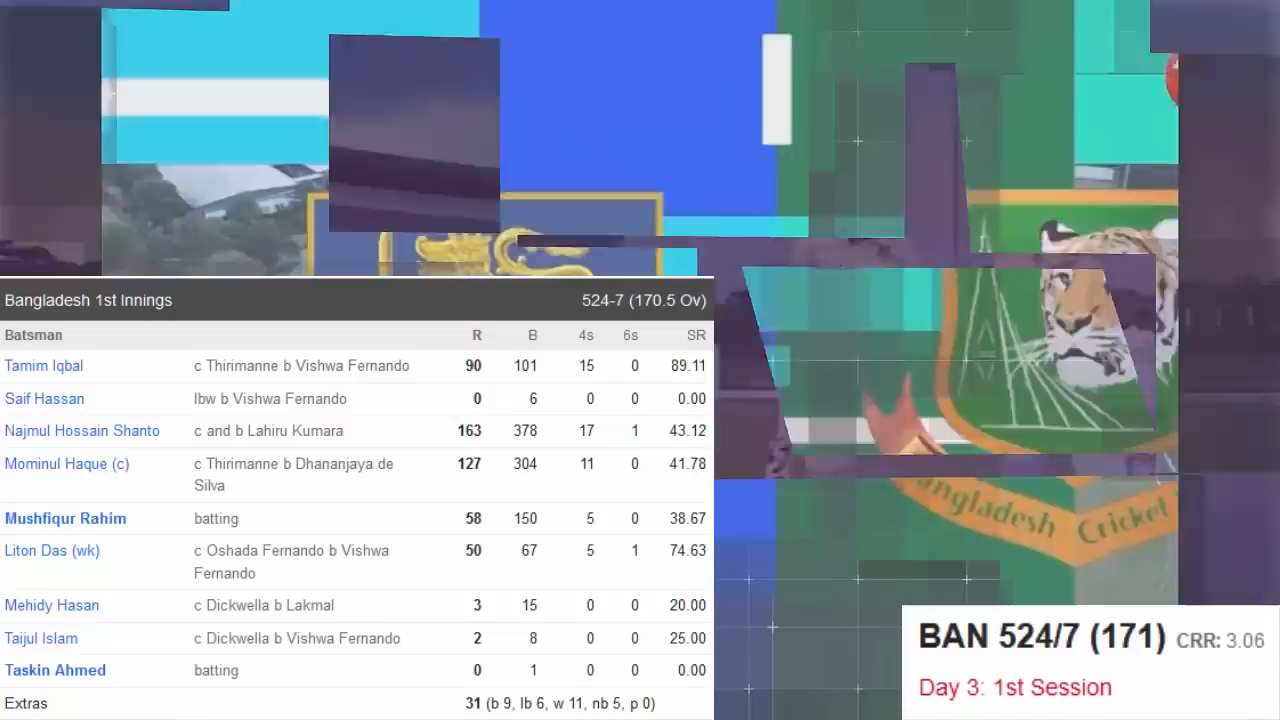 Bangladesh 1st Innings 524-7 (170.5 Ov)
Batsman R B 4s 6s SR
Tamim Iqbal c Thirimanne b Vishwa Fernando 90 101 15 0 89.11
Saif Hassan lbw b Vishwa Fernando 0 6 0 0 0.00
Najmul Hossain Shanto c and b Lahiru Kumara 163 378 17 1 43.12
Mominul Haque (c) c Thirimanne b Dhananjaya de 127 304 11 0 41.78
Silva
Mushfiqur Rahim batting 58 150 5 0 38.67
Liton Das (wk) c Oshada Fernando b Vishwa 50 67 5 1 74.63
Fernando
Mehidy Hasan c Dickwella b Lakmal 3 15 0 0 20.00
Taijul Islam c Dickwella b Vishwa Fernando 2 8 0 0 25.00
Taskin Ahmed batting 0 1 0 0 0.00
Extras 31 (b 9, lb 6, w 11, nb 5, p 0)
angladesh Cricket
BAN 524/7 (171) CRR: 3.06
Day 3: 1st Session